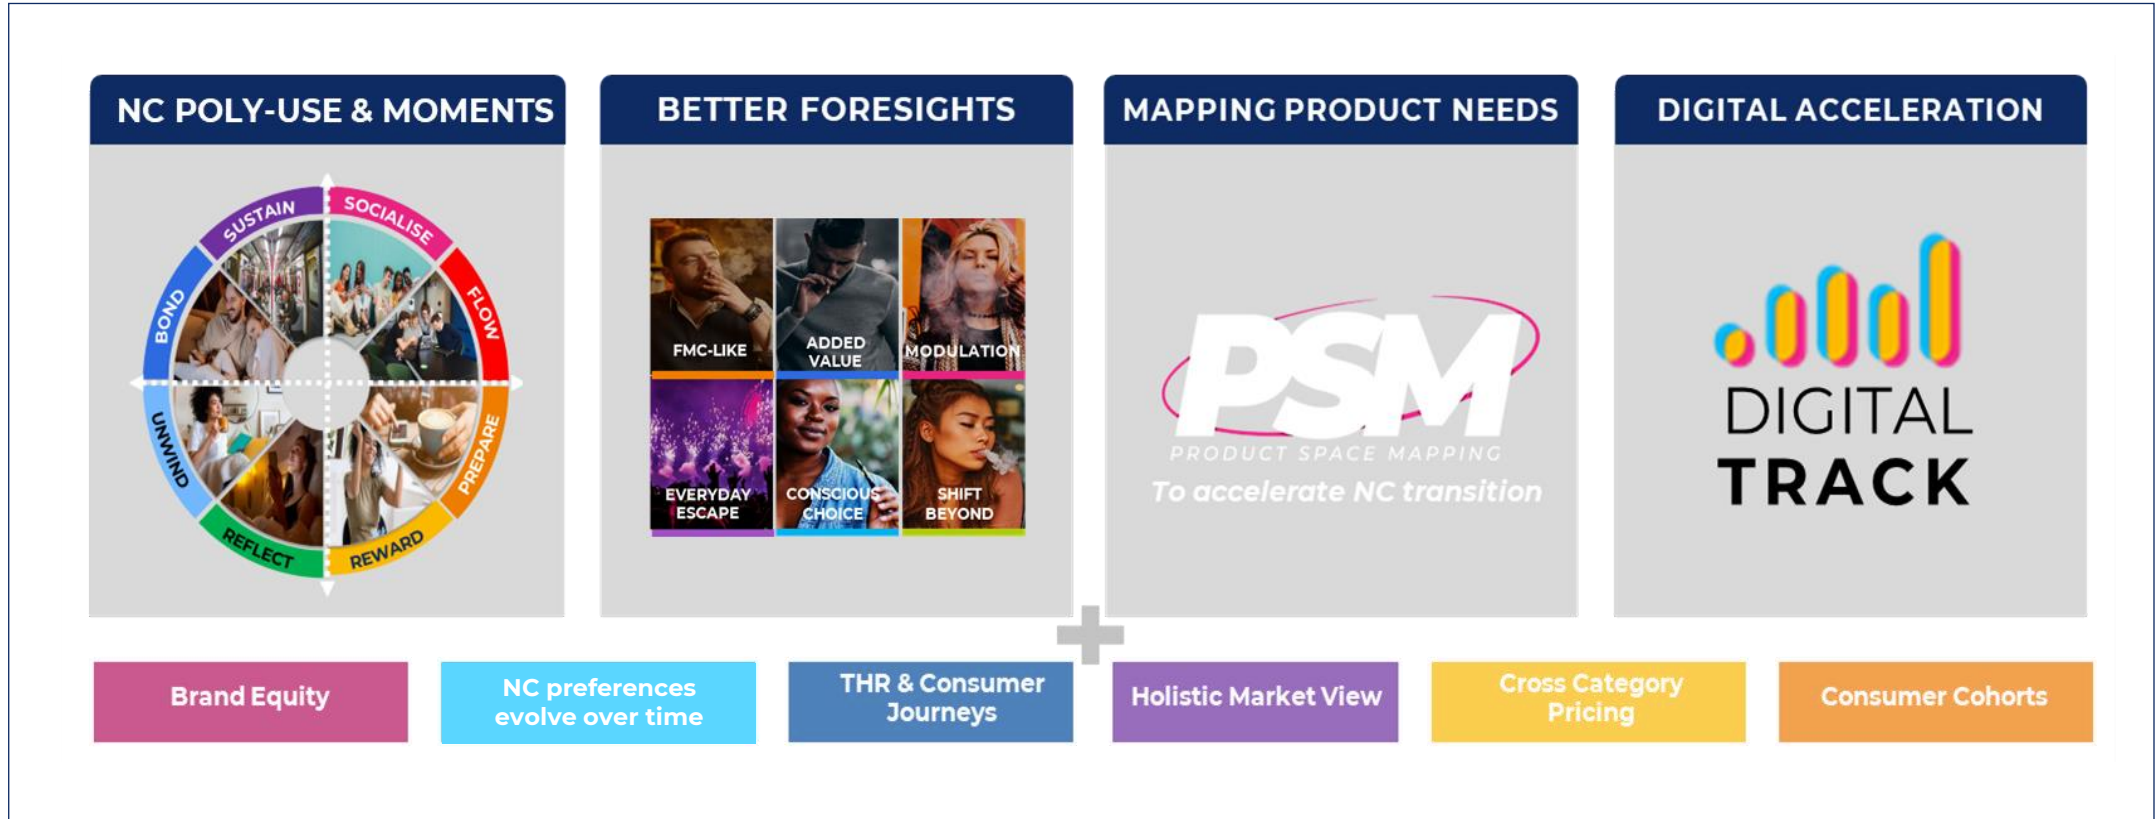 NC POLY-USE & MOMENTS
SUSTAIN
SOCIALISE
BOND
FLOW
UNWIND
PREPARE
REFLECT
REWARD
BETTER FORESIGHTS
FMC-LIKE
ADDED
VALUE
MODULATION
EVERYDAY
ESCAPE
CONSCIOUS
CHOICE
SHIFT
BEYOND
MAPPING PRODUCT NEEDS
PSM
PRODUCT SPACE MAPPING
To accelerate NC transition
DIGITAL ACCELERATION
DIGITAL
TRACK
Brand Equity
NC preferences
evolve over time
THR & Consumer
Journeys
Holistic Market View
Cross Category
Pricing
Consumer Cohorts